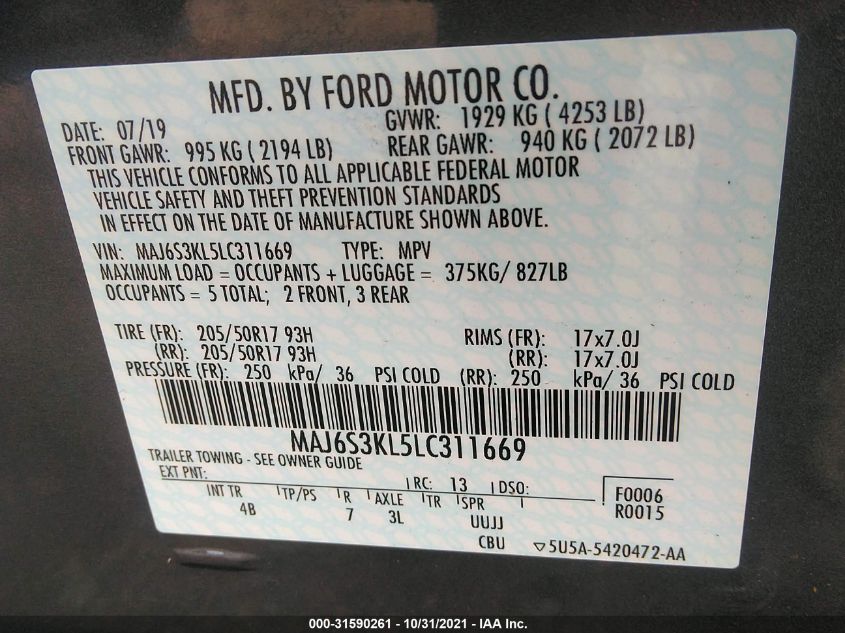 MFD. BY FORD MOTOR CO.
DATE: 07/19 GVWR: 1929 KG ( 4253 LB)
FRONT GAWR: 995 KG ( 2194 LB) REAR GAWR: 940 KG ( 2072 LB)
THIS VEHICLE CONFORMS TO ALL APPLICABLE FEDERAL MOTOR
VEHICLE SAFETY AND THEFT PREVENTION STANDARDS
IN EFFECT ON THE DATE OF MANUFACTURE SHOWN ABOVE.
VIN: MAJ6S3KL5LC311669 TYPE: MPV
MAXIMUM LOAD = OCCUPANTS + LUGGAGE = 375KG/ 827LB
OCCUPANTS = 5 TOTAL; 2 FRONT, 3 REAR
TIRE (FR): 205/50R17 93H RIMS (FR): 17x7.0J
(RR): 205/50R17 93H (RR): 17x7.0J
PRESSURE (FR): 250 kPa/ 36 PSI COLD (RR): 250 kPa/ 36 PSI COLD
MAJ6S3KL5LC311669
TRAILER TOWING - SEE OWNER GUIDE
EXT PNT: RC: 13 DSO: F0006
INT TR TP/PS R AXLE TR SPR R0015
4B 7 3L UUJJ
CBU ▽5U5A-5420472-AA
000-31590261 - 10/31/2021 - IAA Inc.